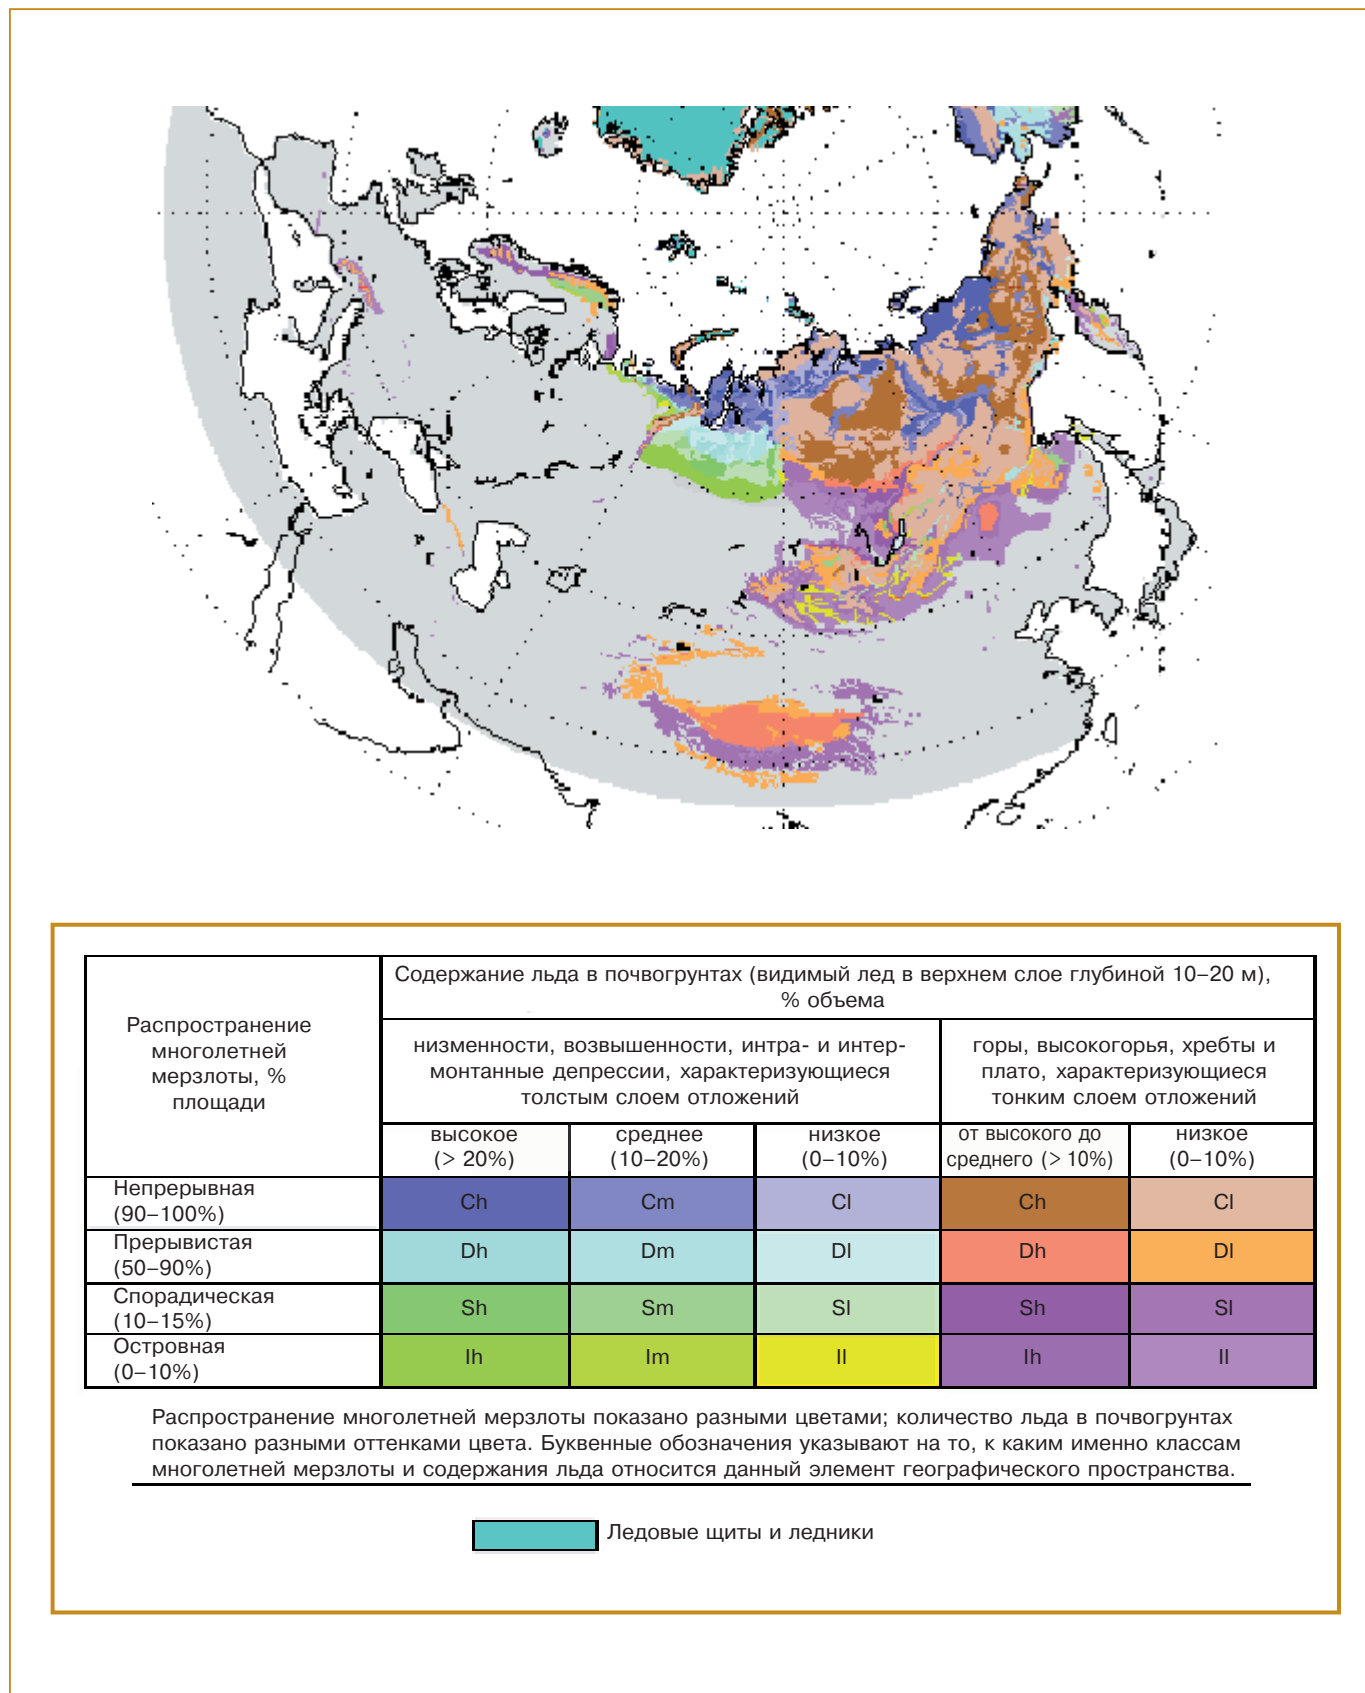 Распространение
многолетней
мерзлоты, %
площади
Содержание льда в почвогрунтах (видимый лед в верхнем слое глубиной 10–20 м),
% объема
низменности, возвышенности, интра- и интер-
монтанные депрессии, характеризующиеся
толстым слоем отложений
горы, высокогорья, хребты и
плато, характеризующиеся
тонким слоем отложений
высокое
(> 20%)
среднее
(10–20%)
низкое
(0–10%)
от высокого до
среднего (> 10%)
низкое
(0–10%)
Непрерывная
(90–100%)
Ch
Cm
Cl
Ch
Cl
Прерывистая
(50–90%)
Dh
Dm
Dl
Dh
Dl
Спорадическая
(10–15%)
Sh
Sm
Sl
Sh
Sl
Островная
(0–10%)
Ih
Im
Il
Ih
Il
Распространение многолетней мерзлоты показано разными цветами; количество льда в почвогрунтах
показано разными оттенками цвета. Буквенные обозначения указывают на то, к каким именно классам
многолетней мерзлоты и содержания льда относится данный элемент географического пространства.
Ледовые щиты и ледники